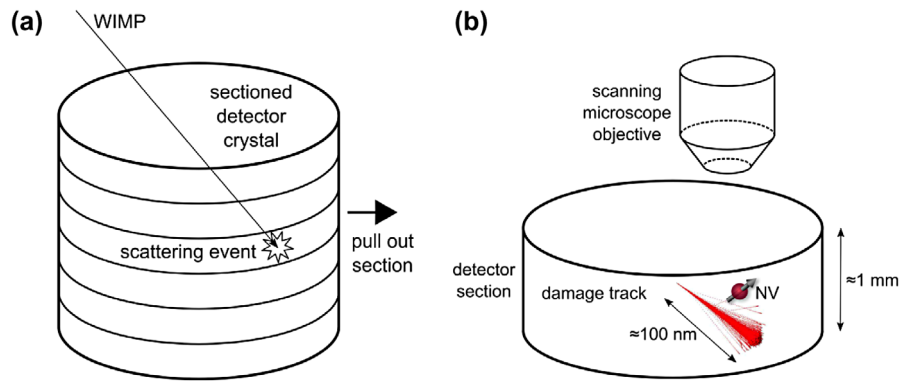 (a)
WIMP
sectioned
detector
crystal
scattering event
pull out
section
(b)
scanning
microscope
objective
detector
section
damage track
NV
≈100 nm
≈1 mm